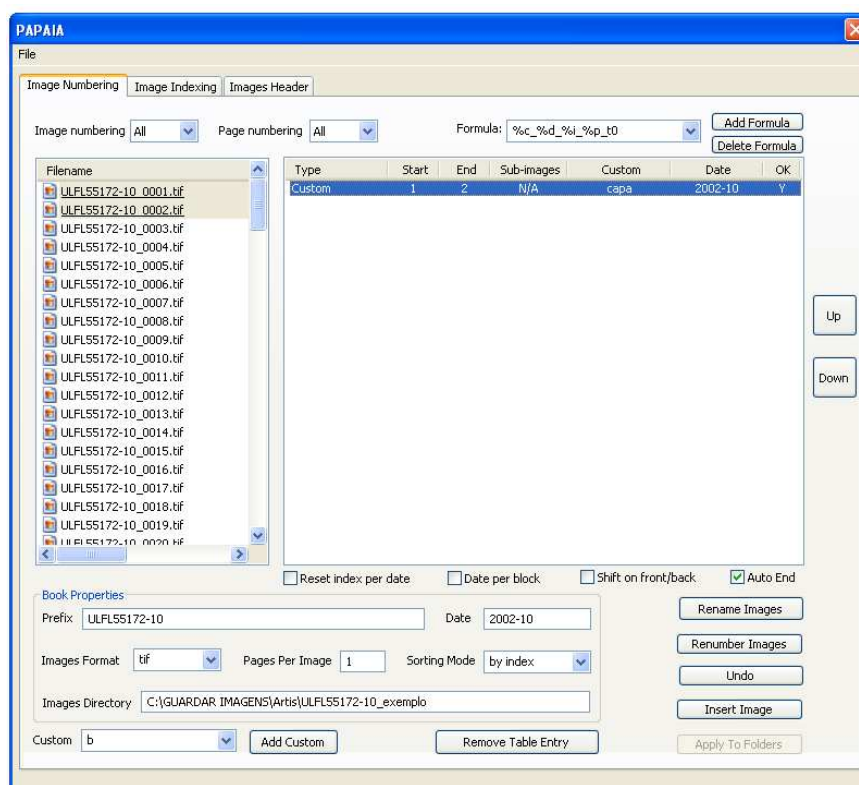 PAPAIA
File
Image Numbering Image Indexing Images Header
Image numbering All Page numbering All Formula: %c_%d_%i_%p_t0 Add Formula
Delete Formula
Filename Type Start End Sub-images Custom Date OK
ULFL55172-10_0001.tif Custom 1 2 N/A capa 2002-10 Y
ULFL55172-10_0002.tif
ULFL55172-10_0003.tif
ULFL55172-10_0004.tif
ULFL55172-10_0005.tif
ULFL55172-10_0006.tif
ULFL55172-10_0007.tif
ULFL55172-10_0008.tif
Up
ULFL55172-10_0009.tif
ULFL55172-10_0010.tif
ULFL55172-10_0011.tif
Down
ULFL55172-10_0012.tif
ULFL55172-10_0013.tif
ULFL55172-10_0014.tif
ULFL55172-10_0015.tif
ULFL55172-10_0016.tif
ULFL55172-10_0017.tif
ULFL55172-10_0018.tif
ULFL55172-10_0019.tif
ULFL55172-10_0020.tif
Reset index per date Date per block Shift on front/back Auto End
Book Properties
Prefix ULFL55172-10 Date 2002-10 Rename Images
Renumber Images
Images Format tif Pages Per Image 1 Sorting Mode by index
Undo
Images Directory C:\GUARDAR IMAGENS\Artis\ULFL55172-10_exemplo Insert Image
Custom b Add Custom Remove Table Entry Apply To Folders